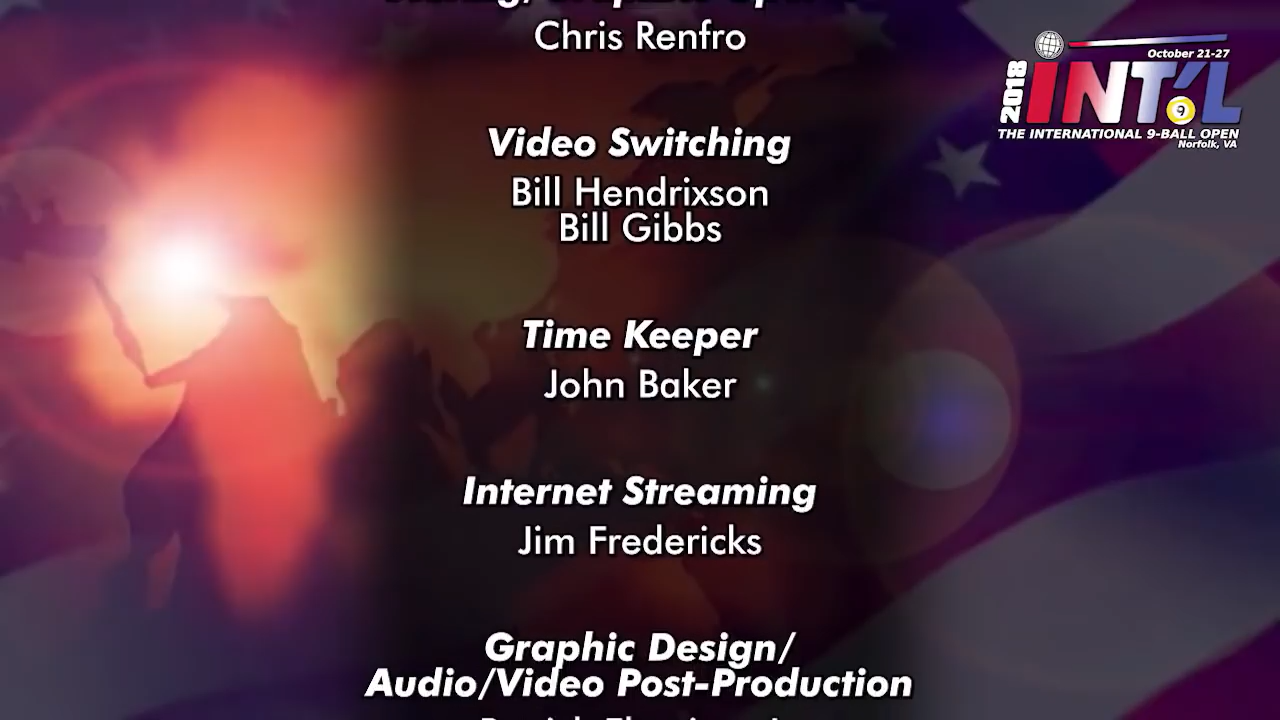 Chris Renfro
Video Switching
Bill Hendrixson
Bill Gibbs
Time Keeper
John Baker
Internet Streaming
Jim Fredericks
Graphic Design/
Audio/Video Post-Production
October 21-27
2018
INT'L
9
THE INTERNATIONAL 9-BALL OPEN
Norfolk, VA